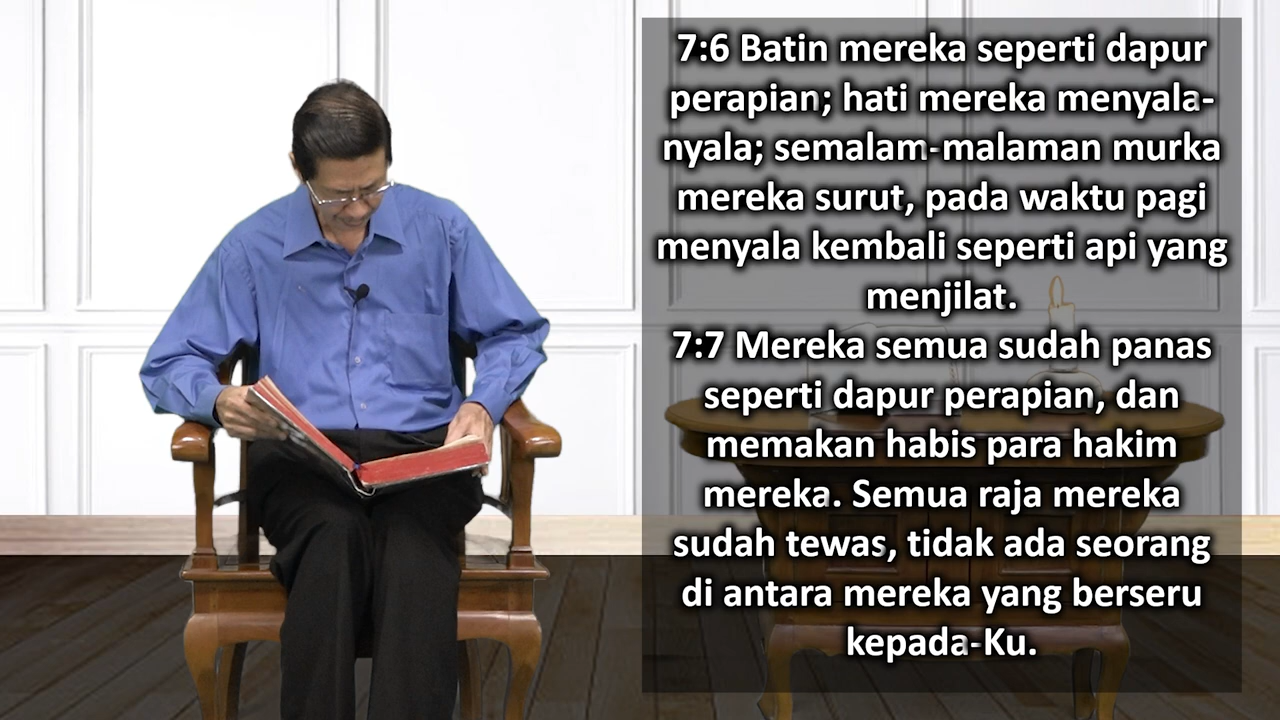 7:6 Batin mereka seperti dapur
perapian; hati mereka menyala-
nyala; semalam-malaman murka
mereka surut, pada waktu pagi
menyala kembali seperti api yang
menjilat.
7:7 Mereka semua sudah panas
seperti dapur perapian, dan
memakan habis para hakim
mereka. Semua raja mereka
sudah tewas, tidak ada seorang
di antara mereka yang berseru
kepada-Ku.